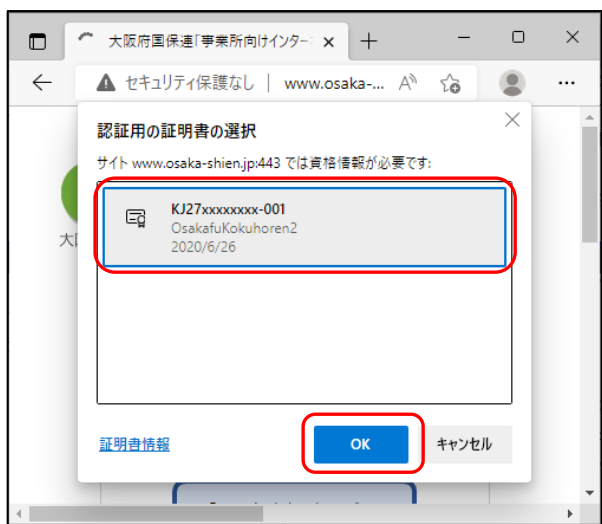 大阪府国保連「事業所向けインター
セキュリティ保護なし | www.osaka-...
認証用の証明書の選択
サイト www.osaka-shien.jp:443 では資格情報が必要です:
KJ27xxxxxxxx-001
OsakafuKokuhoren2
2020/6/26
大
証明書情報
OK
キャンセル